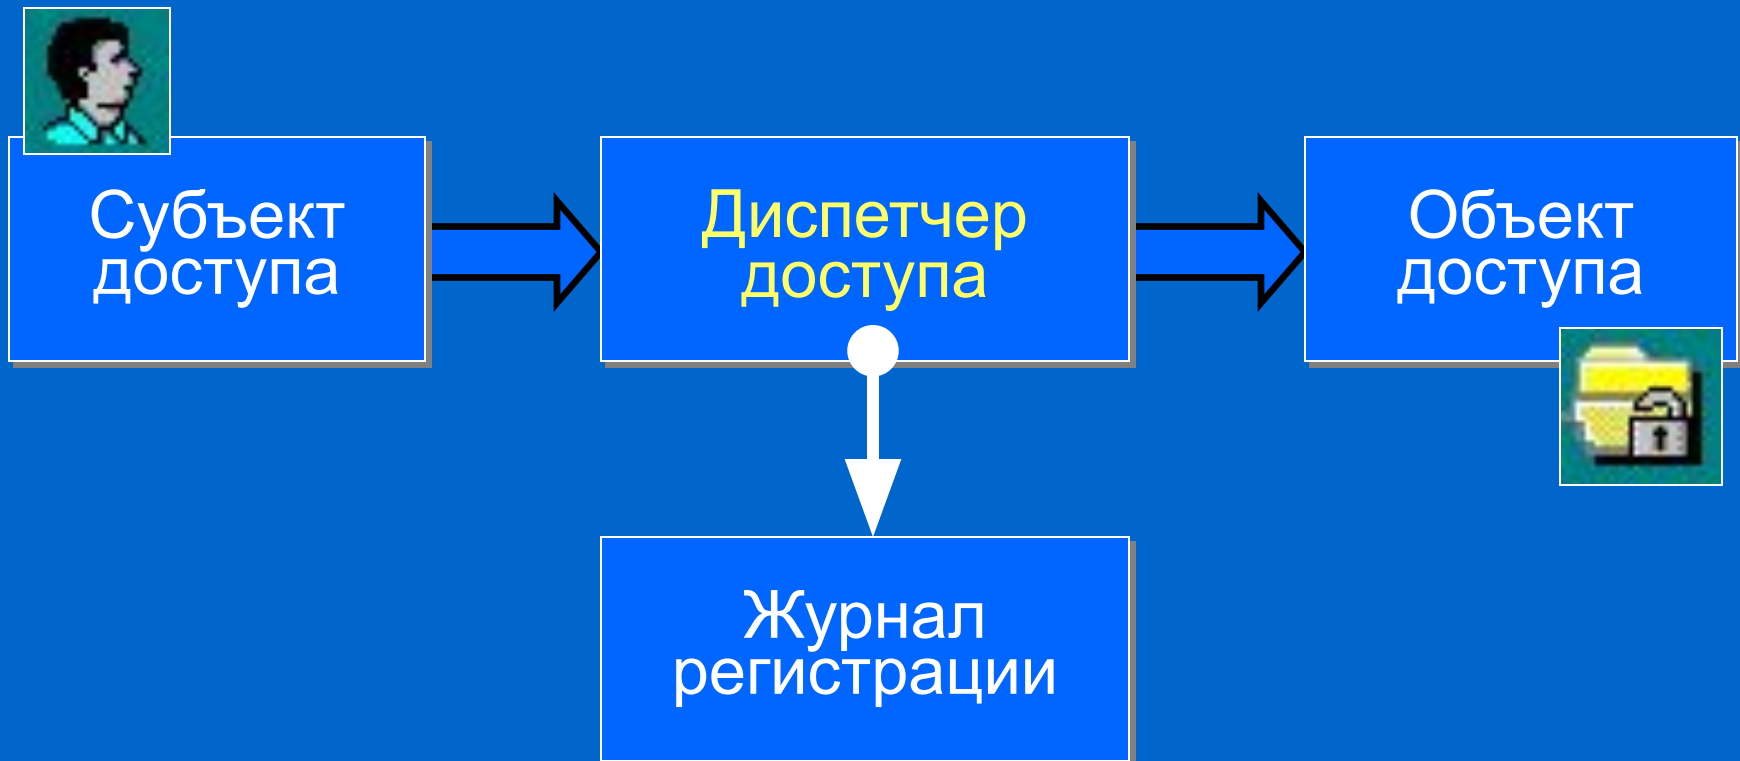 Субъект
доступа
Диспетчер
доступа
Объект
доступа
Журнал
регистрации